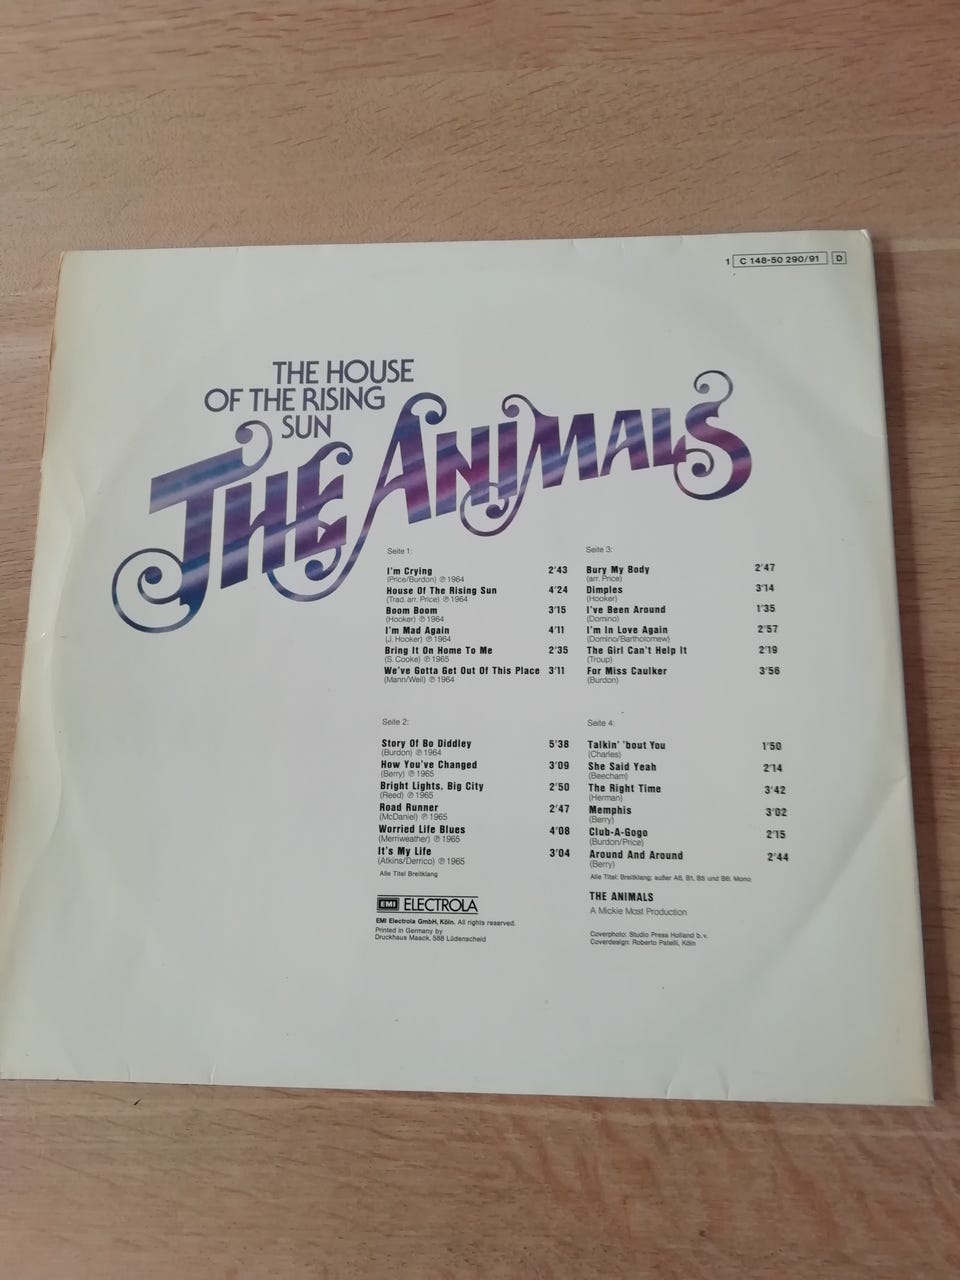 1 C 148-50 290/91 D
THE HOUSE
OF THE RISING
SUN
THE ANIMALS
Seite 1:
I'm Crying 2'43
(Price/Burdon) ℗ 1964
House Of The Rising Sun 4'24
(Trad. arr. Price) ℗ 1964
Boom Boom 3'15
(Hooker) ℗ 1964
I'm Mad Again 4'11
(J. Hooker) ℗ 1964
Bring It On Home To Me 2'35
(S. Cooke) ℗ 1965
We've Gotta Get Out Of This Place 3'11
(Mann/Weil) ℗ 1964
Seite 2:
Story Of Bo Diddley 5'38
(Burdon) ℗ 1964
How You've Changed 3'09
(Berry) ℗ 1965
Bright Lights, Big City 2'50
(Reed) ℗ 1965
Road Runner 2'47
(McDaniel) ℗ 1965
Worried Life Blues 4'08
(Merriweather) ℗ 1965
It's My Life 3'04
(Atkins/Derrico) ℗ 1965
Alle Titel Breitklang
EMI ELECTROLA
EMI Electrola GmbH, Köln. All rights reserved.
Printed in Germany by
Druckhaus Maack, 588 Lüdenscheid
Seite 3:
Bury My Body 2'47
(arr. Price)
Dimples 3'14
(Hooker)
I've Been Around 1'35
(Domino)
I'm In Love Again 2'57
(Domino/Bartholomew)
The Girl Can't Help It 2'19
(Troup)
For Miss Caulker 3'56
(Burdon)
Seite 4:
Talkin' 'bout You 1'50
(Charles)
She Said Yeah 2'14
(Beecham)
The Right Time 3'42
(Herman)
Memphis 3'02
(Berry)
Club-A-Gogo 2'15
(Burdon/Price)
Around And Around 2'44
(Berry)
Alle Titel: Breitklang; außer A6, B1, B5 und B6: Mono
THE ANIMALS
A Mickie Most Production
Coverphoto: Studio Press Holland b. v.
Coverdesign: Roberto Patelli, Köln